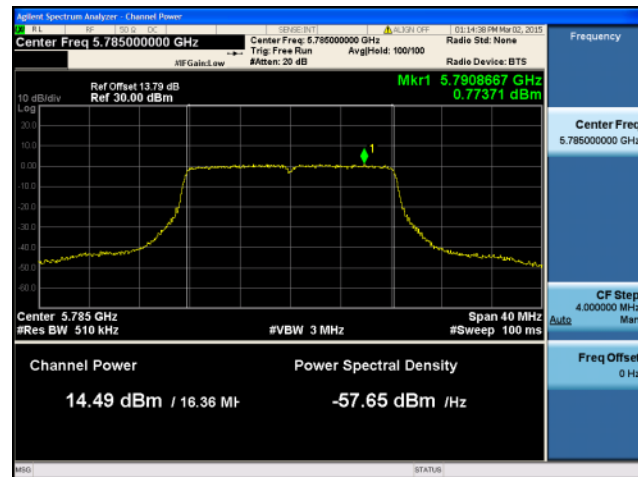 Agilent Spectrum Analyzer - Channel Power
RL RF 50 Ω DC SENSE:INT ALIGN OFF 01:14:38 PM Mar 02, 2015
Center Freq 5.785000000 GHz Center Freq: 5.785000000 GHz Radio Std: None
Trig: Free Run Avg|Hold: 100/100
#IFGain:Low #Atten: 20 dB Radio Device: BTS
Frequency
Ref Offset 13.79 dB Mkr1 5.7908667 GHz
10 dB/div Ref 30.00 dBm 0.77371 dBm
Log
20.0
10.0
1
0.00
-10.0
-20.0
-30.0
-40.0
-50.0
-60.0
Center 5.785 GHz Span 40 MHz
#Res BW 510 kHz #VBW 3 MHz #Sweep 100 ms
Channel Power Power Spectral Density
14.49 dBm / 16.36 MH -57.65 dBm /Hz
Center Freq
5.785000000 GHz
CF Step
4.000000 MHz
Auto Man
Freq Offset
0 Hz
MSG STATUS